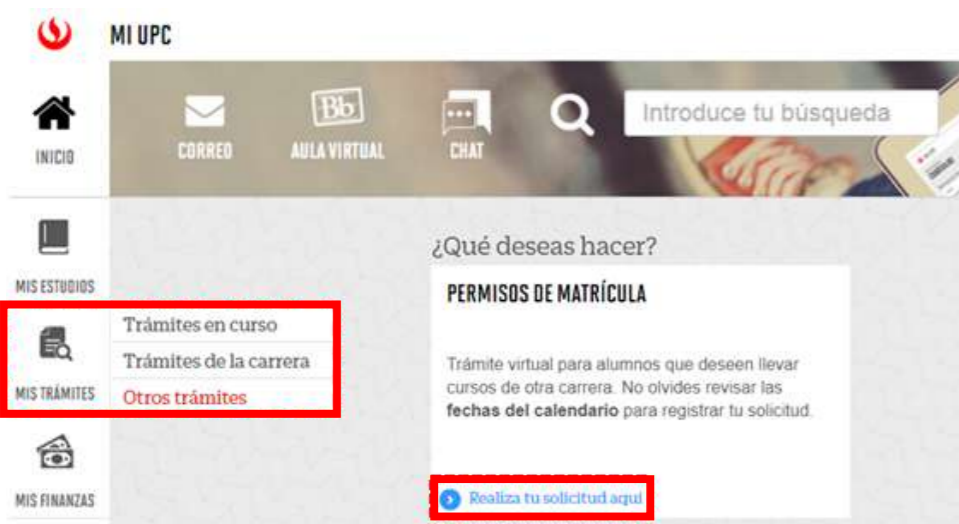 MI UPC
INICIO
CORREO
Bb
AULA VIRTUAL
CHAT
Introduce tu búsqueda
MIS ESTUDIOS
¿Qué deseas hacer?
PERMISOS DE MATRÍCULA
Trámite virtual para alumnos que deseen llevar
cursos de otra carrera. No olvides revisar las
fechas del calendario para registrar tu solicitud.
Realiza tu solicitud aqui
MIS TRÁMITES
Trámites en curso
Trámites de la carrera
Otros trámites
MIS FINANZAS